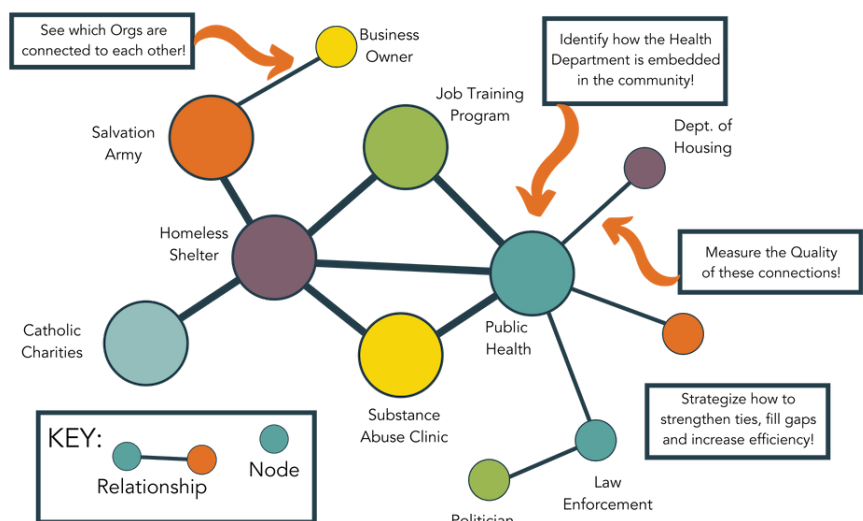 See which Orgs are
connected to each other!
Business
Owner
Identify how the Health
Department is embedded
in the community!
Job Training
Program
Salvation
Army
Dept. of
Housing
Homeless
Shelter
Measure the Quality
of these connections!
Catholic
Charities
Public
Health
Substance
Abuse Clinic
Strategize how to
strengthen ties, fill gaps
and increase efficiency!
KEY:
Relationship
Node
Law
Enforcement
Politician